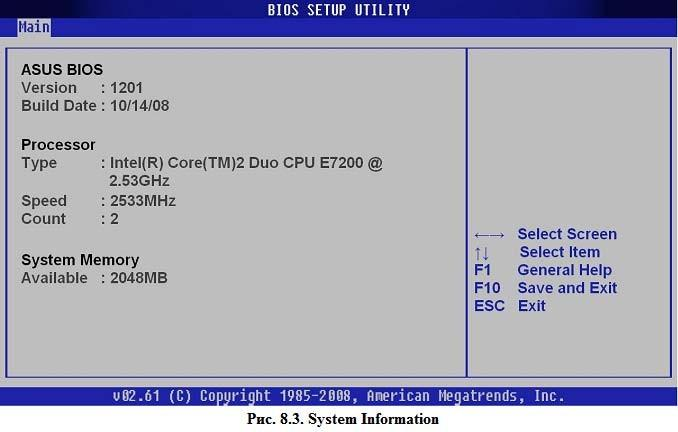 BIOS SETUP UTILITY
Main
ASUS BIOS
Version : 1201
Build Date : 10/14/08
Processor
Type : Intel(R) Core(TM)2 Duo CPU E7200 @
2.53GHz
Speed : 2533MHz
Count : 2
System Memory
Available : 2048MB
←→ Select Screen
↑↓ Select Item
F1 General Help
F10 Save and Exit
ESC Exit
v02.61 (C) Copyright 1985-2008, American Megatrends, Inc.
Рис. 8.3. System Information